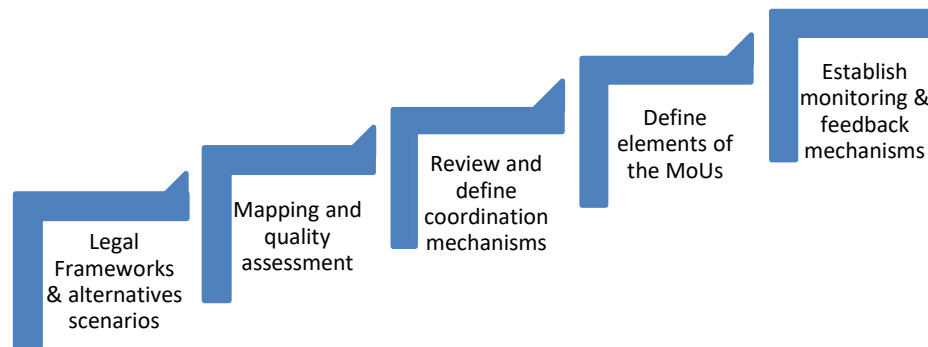 Legal
Frameworks
& alternatives
scenarios
Mapping and
quality
assessment
Review and
define
coordination
mechanisms
Define
elements of
the MoUs
Establish
monitoring &
feedback
mechanisms